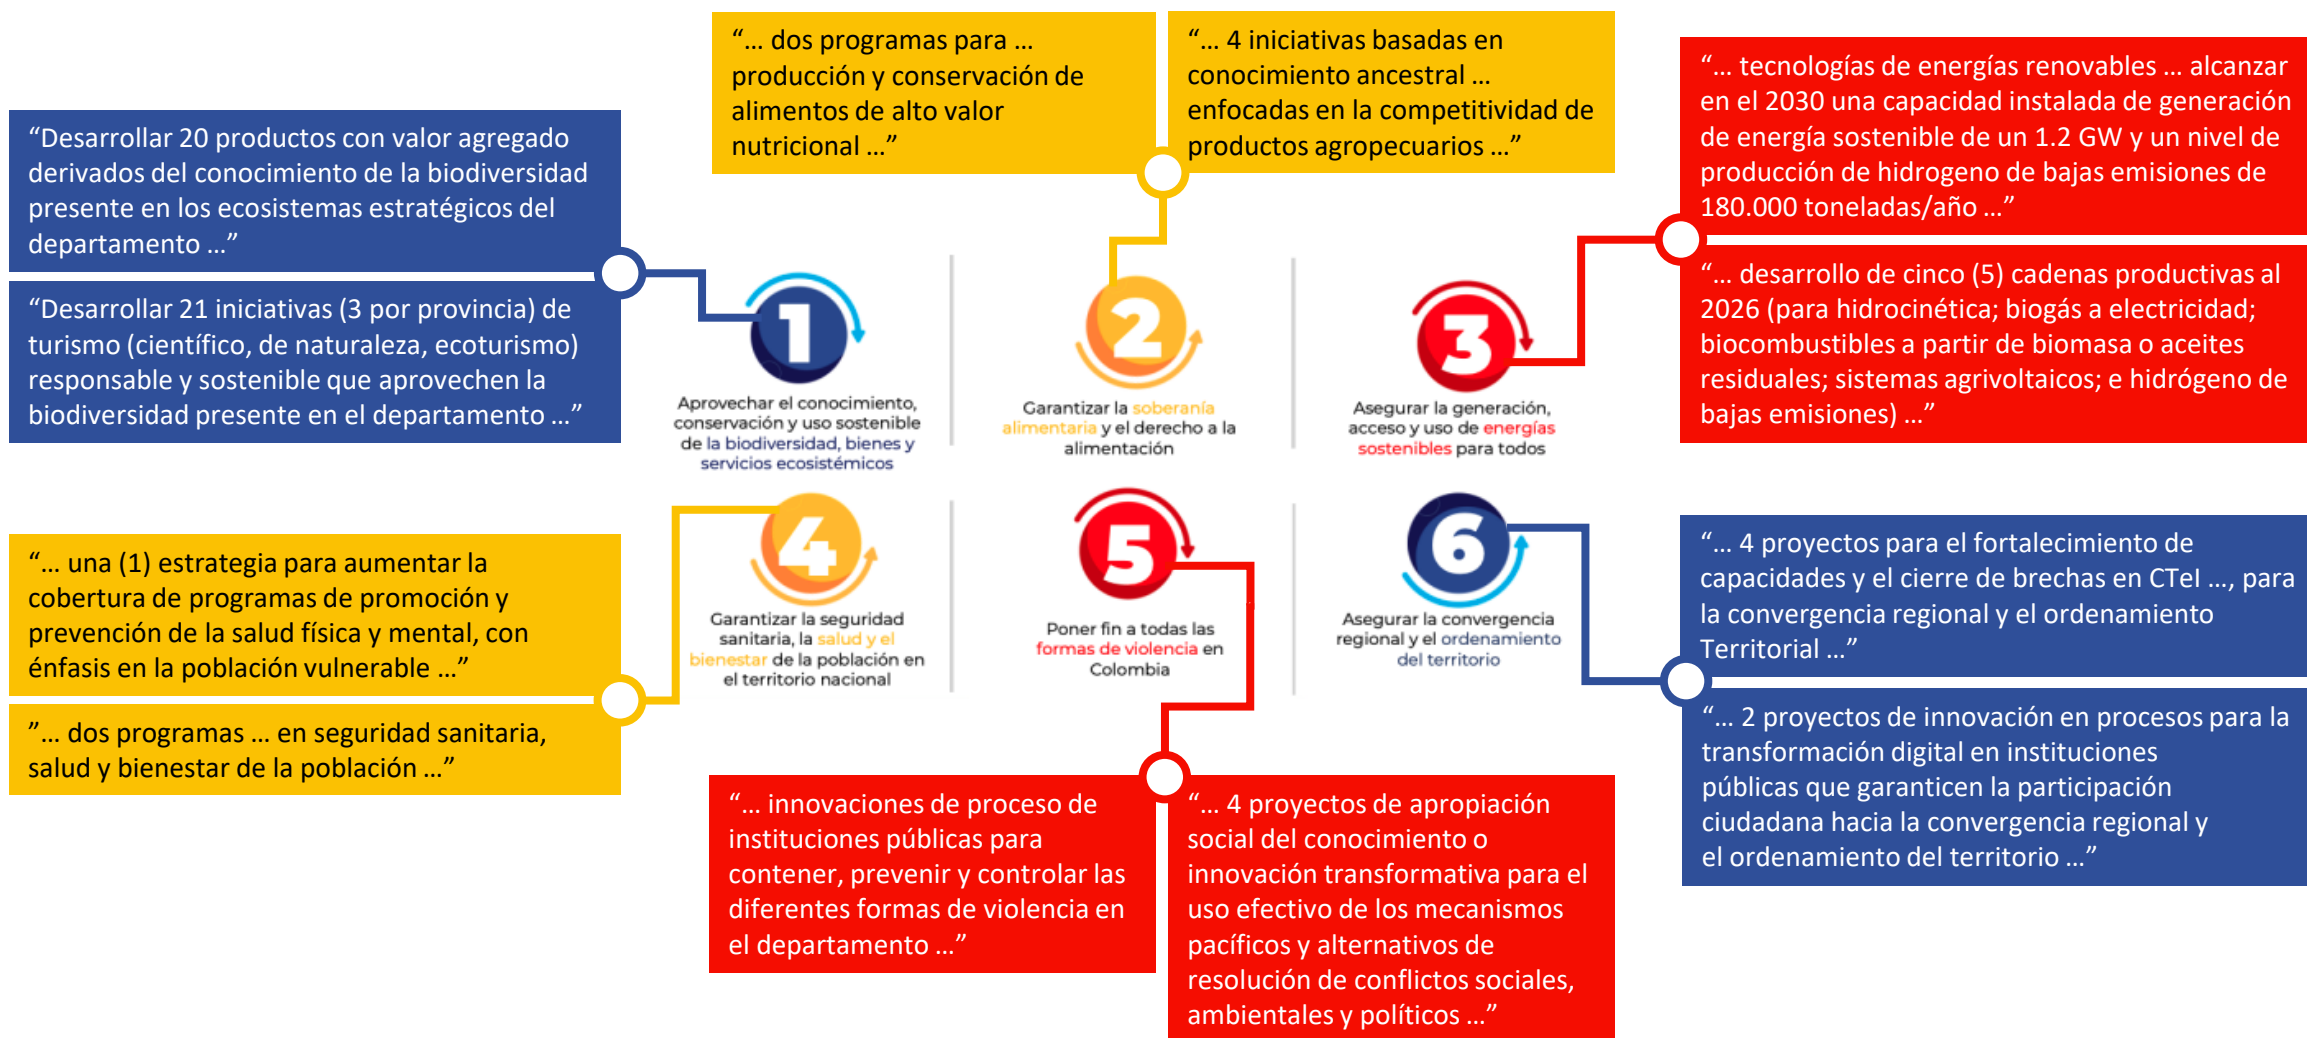 “Desarrollar 20 productos con valor agregado
derivados del conocimiento de la biodiversidad
presente en los ecosistemas estratégicos del
departamento …”
“Desarrollar 21 iniciativas (3 por provincia) de
turismo (científico, de naturaleza, ecoturismo)
responsable y sostenible que aprovechen la
biodiversidad presente en el departamento …”
“… dos programas para …
producción y conservación de
alimentos de alto valor
nutricional …”
“… 4 iniciativas basadas en
conocimiento ancestral …
enfocadas en la competitividad de
productos agropecuarios …”
“… tecnologías de energías renovables … alcanzar
en el 2030 una capacidad instalada de generación
de energía sostenible de un 1.2 GW y un nivel de
producción de hidrogeno de bajas emisiones de
180.000 toneladas/año …”
“… desarrollo de cinco (5) cadenas productivas al
2026 (para hidrocinética; biogás a electricidad;
biocombustibles a partir de biomasa o aceites
residuales; sistemas agrivoltaicos; e hidrógeno de
bajas emisiones) …”
1
Aprovechar el conocimiento,
conservación y uso sostenible
de la biodiversidad, bienes y
servicios ecosistémicos
2
Garantizar la soberanía
alimentaria y el derecho a la
alimentación
3
Asegurar la generación,
acceso y uso de energías
sostenibles para todos
4
Garantizar la seguridad
sanitaria, la salud y el
bienestar de la población en
el territorio nacional
5
Poner fin a todas las
formas de violencia en
Colombia
6
Asegurar la convergencia
regional y el ordenamiento
del territorio
“… una (1) estrategia para aumentar la
cobertura de programas de promoción y
prevención de la salud física y mental, con
énfasis en la población vulnerable …”
”… dos programas … en seguridad sanitaria,
salud y bienestar de la población …”
“… innovaciones de proceso de
instituciones públicas para
contener, prevenir y controlar las
diferentes formas de violencia en
el departamento …”
“… 4 proyectos de apropiación
social del conocimiento o
innovación transformativa para el
uso efectivo de los mecanismos
pacíficos y alternativos de
resolución de conflictos sociales,
ambientales y políticos …”
“… 4 proyectos para el fortalecimiento de
capacidades y el cierre de brechas en CTeI …, para
la convergencia regional y el ordenamiento
Territorial …”
“… 2 proyectos de innovación en procesos para la
transformación digital en instituciones
públicas que garanticen la participación
ciudadana hacia la convergencia regional y
el ordenamiento del territorio …”